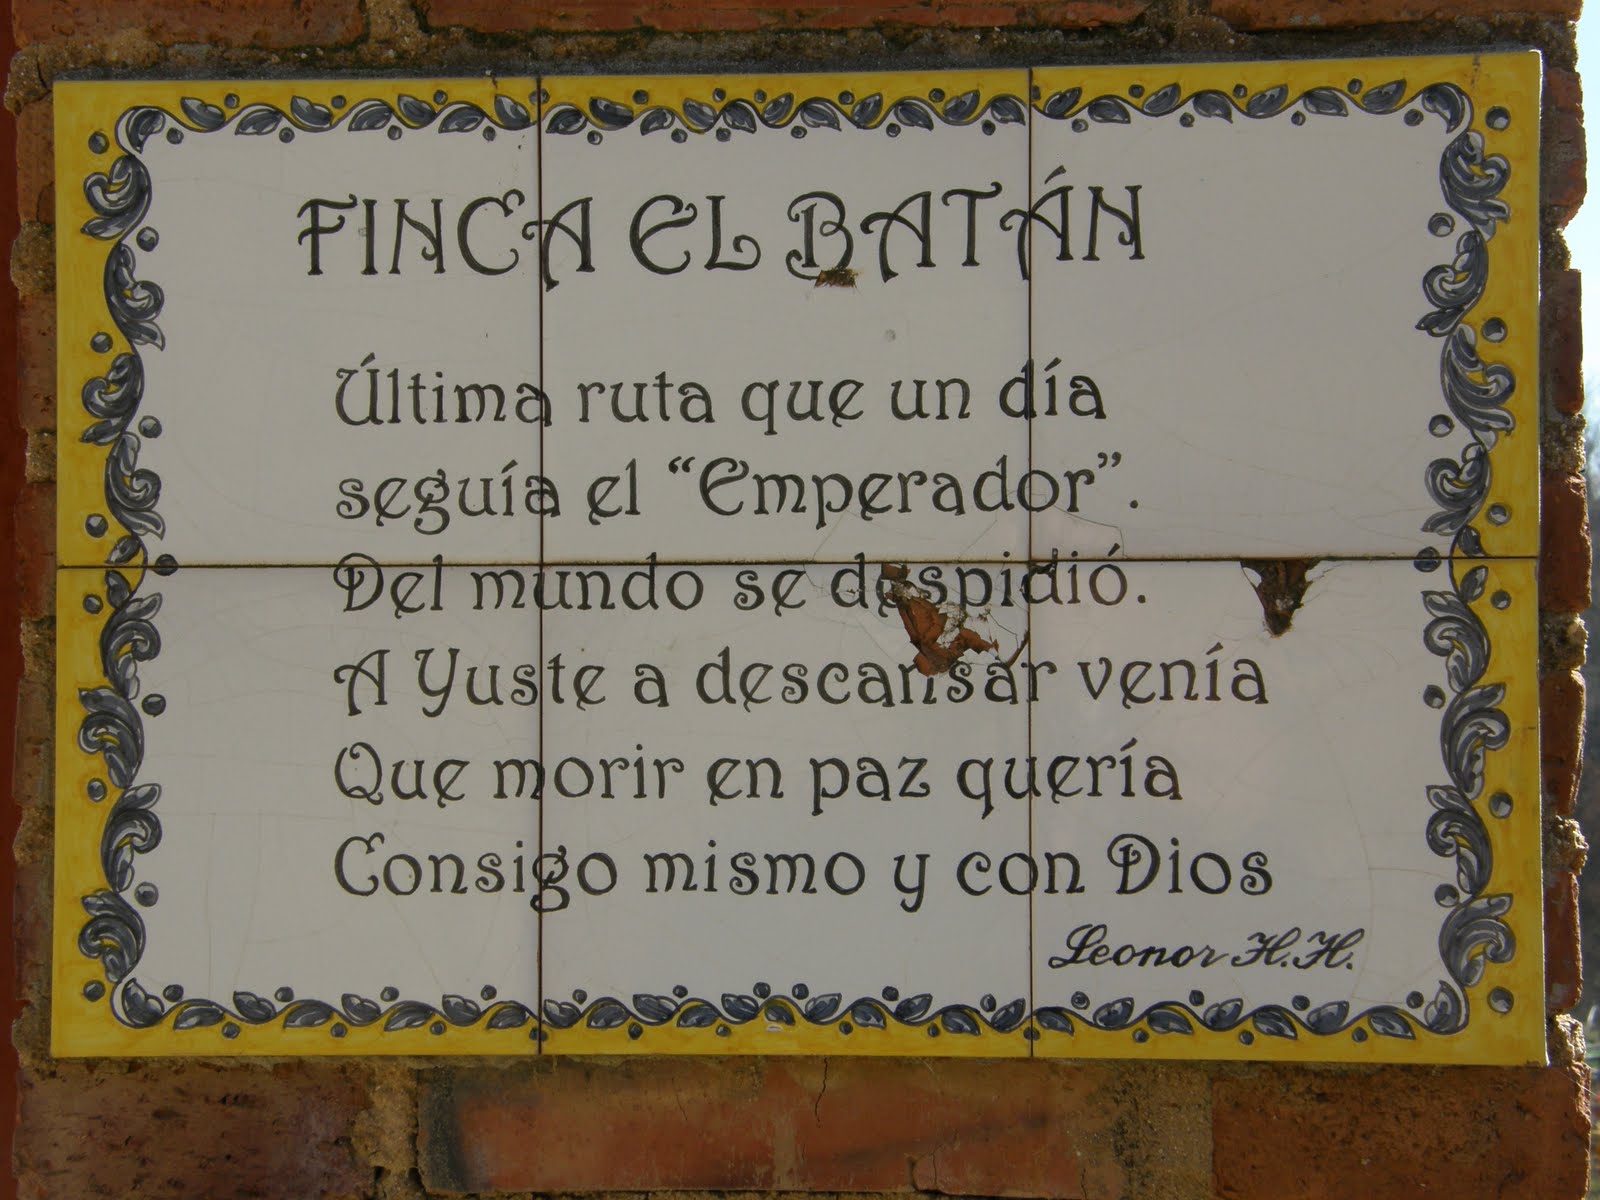 FINCA EL BATÁN
Última ruta que un día
seguía el “Emperador”.
Del mundo se despidió.
A Yuste a descansar venía
Que morir en paz quería
Consigo mismo y con Dios
Leonor H.H.